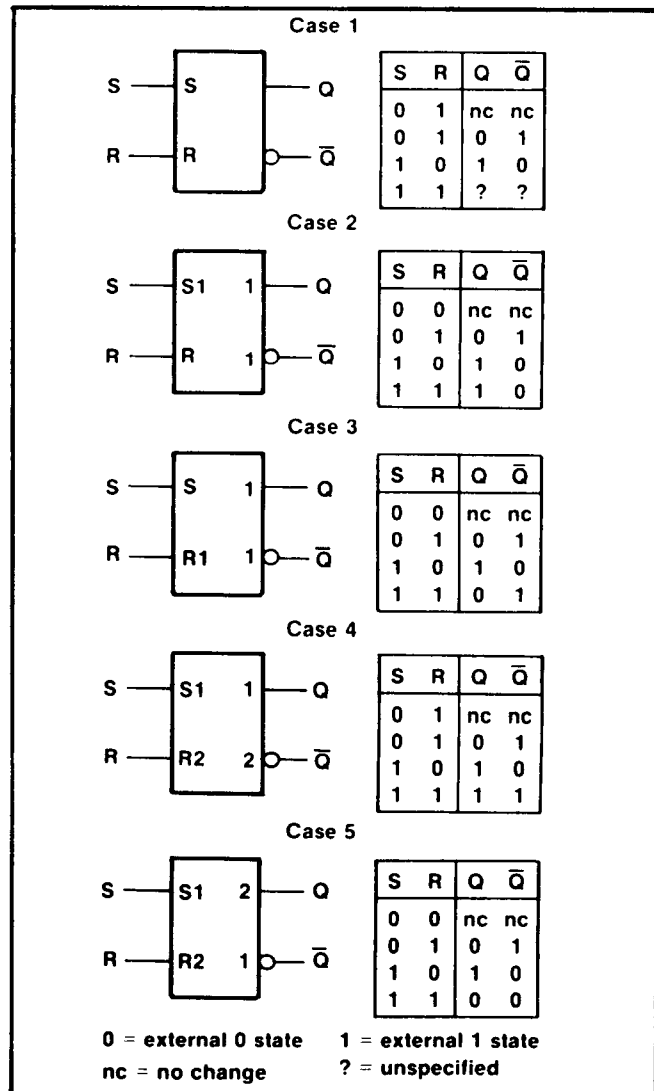 Case 1
S S Q
R R Q̅
S R Q Q̅
0 1 nc nc
0 1 0 1
1 0 1 0
1 1 ? ?
Case 2
S S1 1 Q
R R 1 Q̅
S R Q Q̅
0 0 nc nc
0 1 0 1
1 0 1 0
1 1 1 0
Case 3
S S 1 Q
R R1 1 Q̅
S R Q Q̅
0 0 nc nc
0 1 0 1
1 0 1 0
1 1 0 1
Case 4
S S1 1 Q
R R2 2 Q̅
S R Q Q̅
0 1 nc nc
0 1 0 1
1 0 1 0
1 1 1 1
Case 5
S S1 2 Q
R R2 1 Q̅
S R Q Q̅
0 0 nc nc
0 1 0 1
1 0 1 0
1 1 0 0
0 = external 0 state 1 = external 1 state
nc = no change ? = unspecified